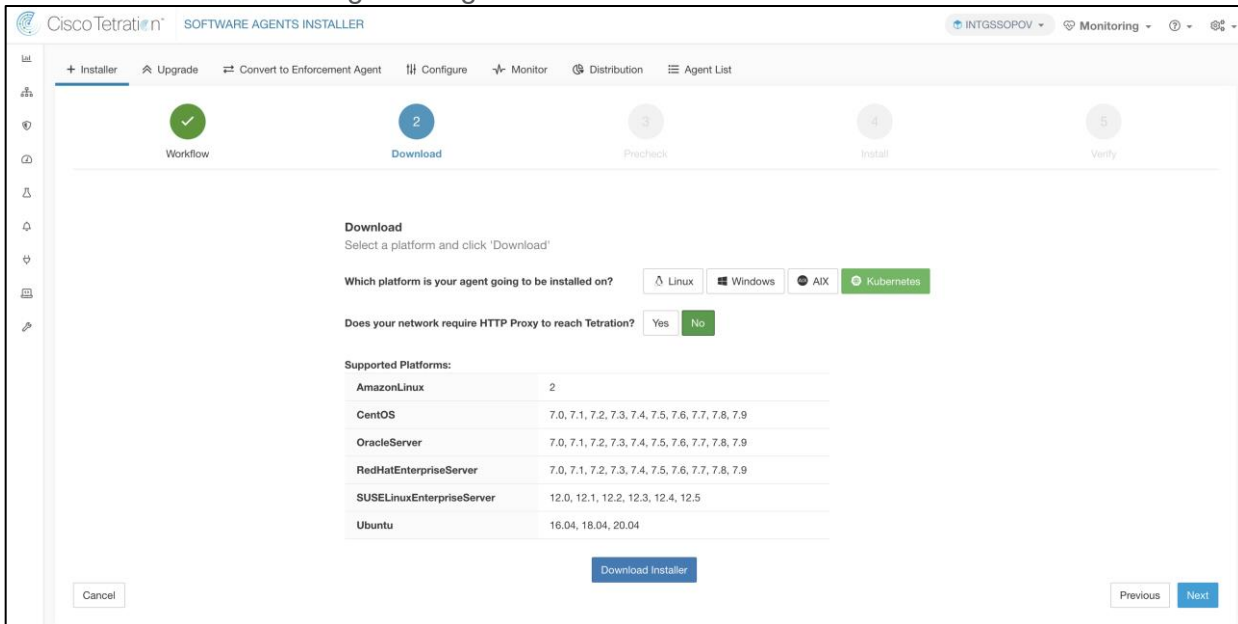 Cisco Tetration SOFTWARE AGENTS INSTALLER INTGSSOPOV Monitoring
+ Installer Upgrade Convert to Enforcement Agent Configure Monitor Distribution Agent List
2 3 4 5
Workflow Download Precheck Install Verify
Download
Select a platform and click 'Download'
Which platform is your agent going to be installed on? Linux Windows AIX Kubernetes
Does your network require HTTP Proxy to reach Tetration? Yes No
Supported Platforms:
AmazonLinux 2
CentOS 7.0, 7.1, 7.2, 7.3, 7.4, 7.5, 7.6, 7.7, 7.8, 7.9
OracleServer 7.0, 7.1, 7.2, 7.3, 7.4, 7.5, 7.6, 7.7, 7.8, 7.9
RedHatEnterpriseServer 7.0, 7.1, 7.2, 7.3, 7.4, 7.5, 7.6, 7.7, 7.8, 7.9
SUSELinuxEnterpriseServer 12.0, 12.1, 12.2, 12.3, 12.4, 12.5
Ubuntu 16.04, 18.04, 20.04
Download Installer
Cancel Previous Next